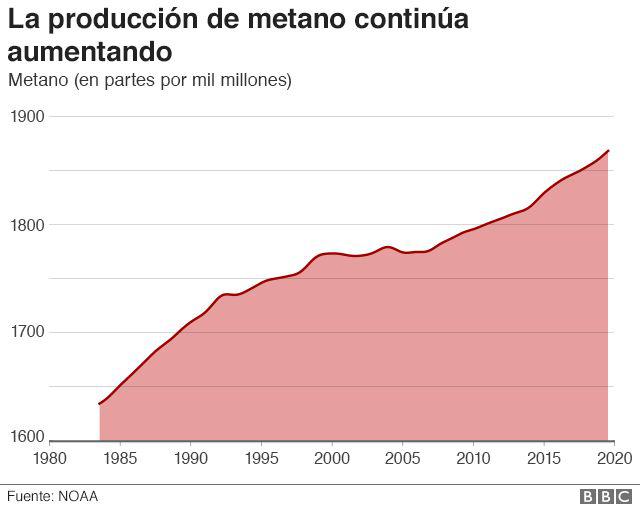 La producción de metano continúa
aumentando
Metano (en partes por mil millones)
1900
1800
1700
1600
1980 1985 1990 1995 2000 2005 2010 2015 2020
Fuente: NOAA
BBC